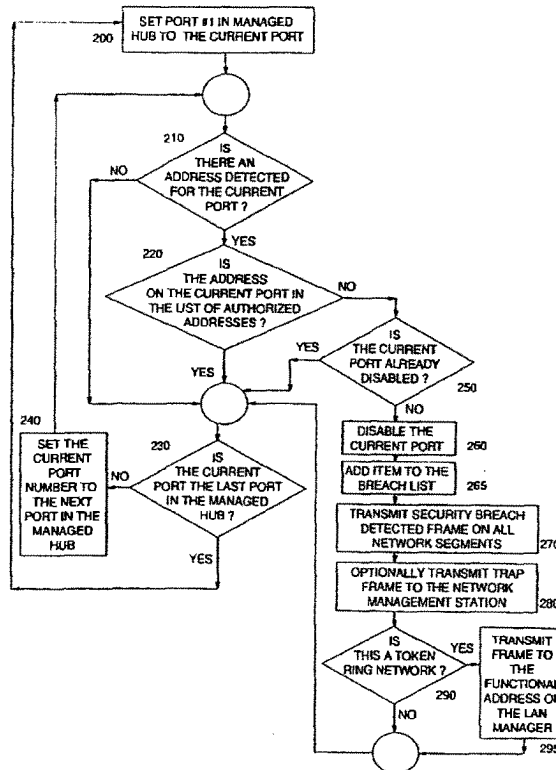 SET PORT #1 IN MANAGED
HUB TO THE CURRENT PORT
200
210
IS
THERE AN
ADDRESS DETECTED
FOR THE CURRENT
PORT ?
NO
YES
220
IS
THE ADDRESS
ON THE CURRENT PORT IN
THE LIST OF AUTHORIZED
ADDRESSES ?
NO
YES
IS
THE CURRENT
PORT ALREADY
DISABLED ?
YES
250
NO
240
SET THE
CURRENT
PORT
NUMBER TO
THE NEXT
PORT IN THE
MANAGED
HUB
230
IS
THE CURRENT
PORT THE LAST PORT
IN THE MANAGED
HUB ?
NO
YES
DISABLE THE
CURRENT PORT
260
ADD ITEM TO THE
BREACH LIST
265
TRANSMIT SECURITY BREACH
DETECTED FRAME ON ALL
NETWORK SEGMENTS
270
OPTIONALLY TRANSMIT TRAP
FRAME TO THE NETWORK
MANAGEMENT STATION
280
IS
THIS A TOKEN
RING NETWORK ?
YES
290
NO
TRANSMIT
FRAME TO
THE
FUNCTIONAL
ADDRESS OF
THE LAN
MANAGER
295